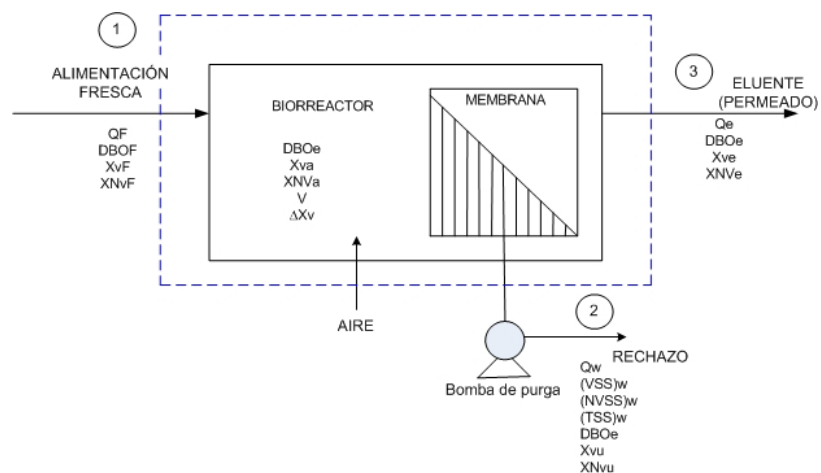 1
ALIMENTACIÓN
FRESCA
QF
DBOF
XvF
XNvF
BIORREACTOR
DBOe
Xva
XNVa
V
ΔXv
MEMBRANA
AIRE
3
ELUENTE
(PERMEADO)
Qe
DBOe
Xve
XNVe
2
RECHAZO
Bomba de purga
Qw
(VSS)w
(NVSS)w
(TSS)w
DBOe
Xvu
XNvu